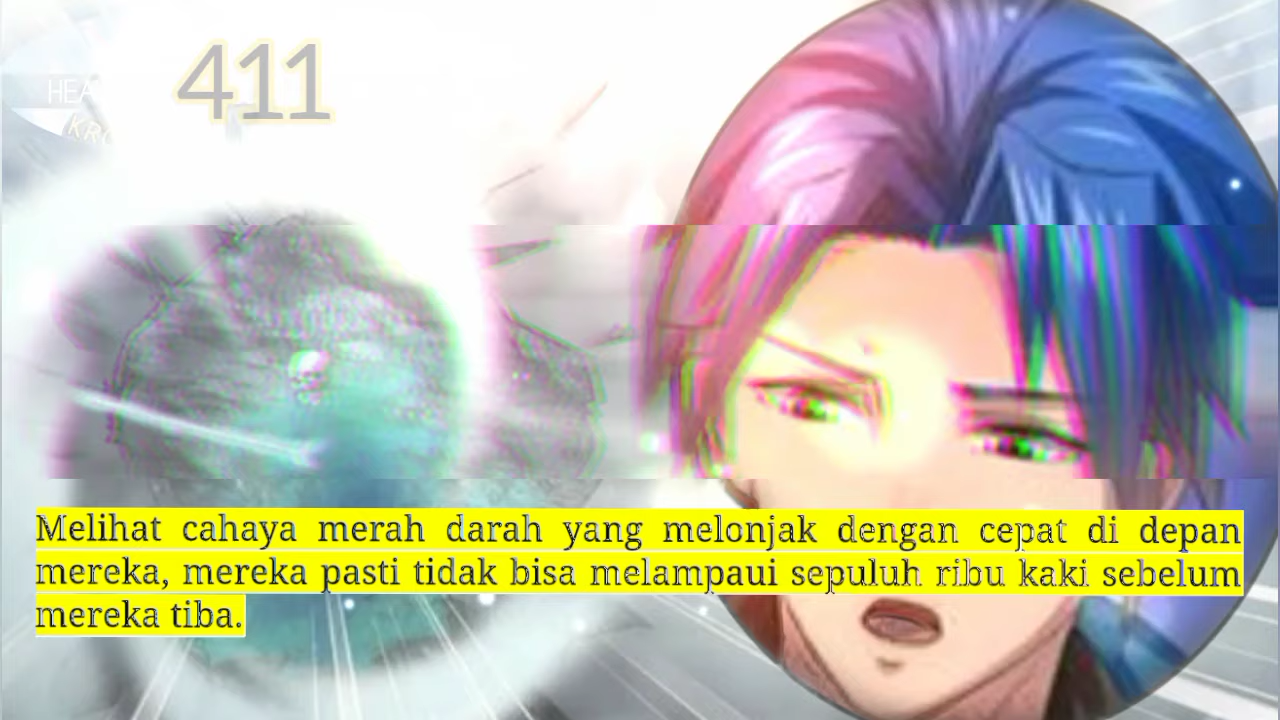 411
Melihat cahaya merah darah yang melonjak dengan cepat di depan
mereka, mereka pasti tidak bisa melampaui sepuluh ribu kaki sebelum
mereka tiba.